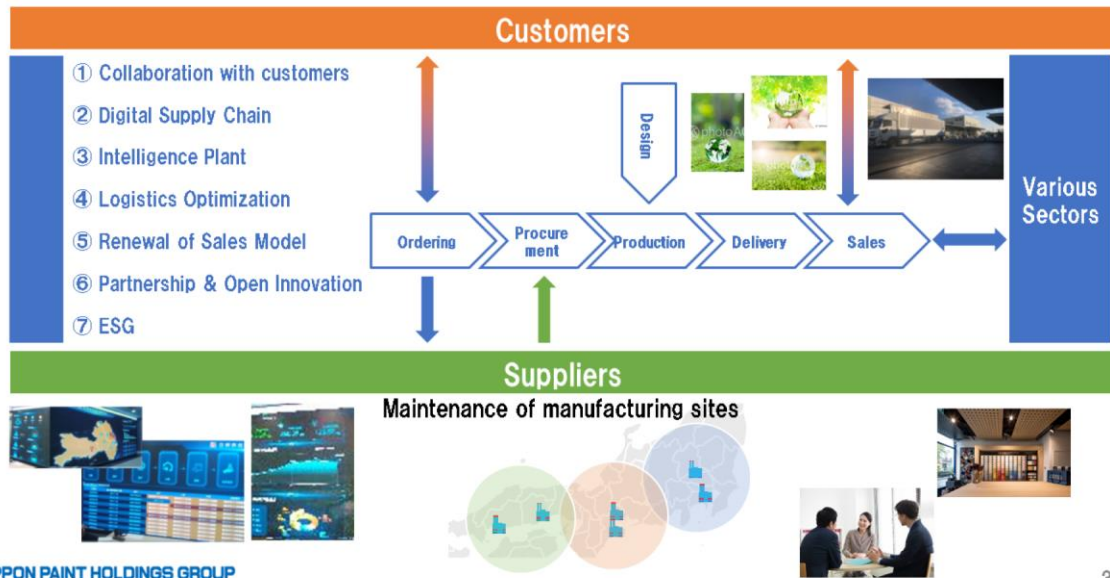 Customers
① Collaboration with customers
② Digital Supply Chain
③ Intelligence Plant
④ Logistics Optimization
⑤ Renewal of Sales Model
⑥ Partnership & Open Innovation
⑦ ESG
Design
Ordering
Procure
ment
Production
Delivery
Sales
Various
Sectors
Suppliers
Maintenance of manufacturing sites
PPON PAINT HOLDINGS GROUP